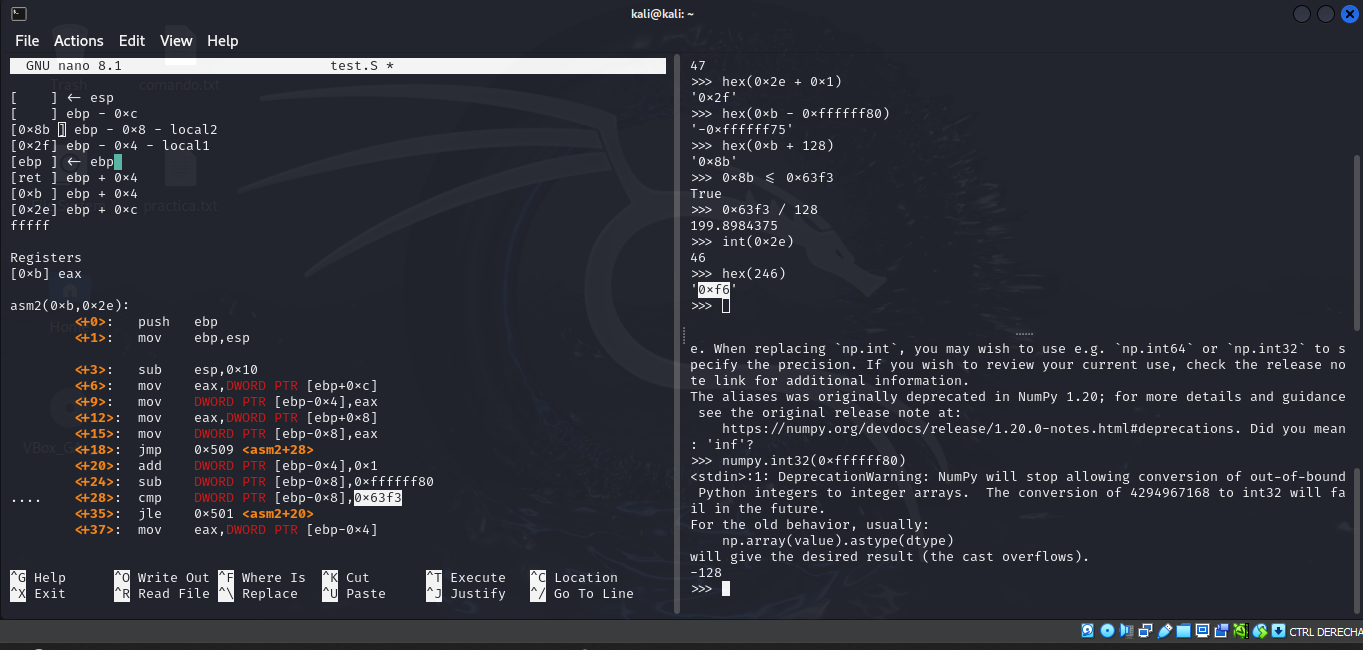 kali@kali: ~
File Actions Edit View Help
GNU nano 8.1 test.S *
[    ] <- esp
[    ] ebp - 0×c
[0×8b ] ebp - 0×8 - local2
[0×2f] ebp - 0×4 - local1
[ebp ] <- ebp
[ret ] ebp + 0×4
[0×b ] ebp + 0×4
[0×2e] ebp + 0×c
fffff
Registers
[0×b] eax
asm2(0×b,0×2e):
<+0>: push ebp
<+1>: mov ebp,esp
<+3>: sub esp,0×10
<+6>: mov eax,DWORD PTR [ebp+0×c]
<+9>: mov DWORD PTR [ebp-0×4],eax
<+12>: mov eax,DWORD PTR [ebp+0×8]
<+15>: mov DWORD PTR [ebp-0×8],eax
<+18>: jmp 0×509 <asm2+28>
<+20>: add DWORD PTR [ebp-0×4],0×1
<+24>: sub DWORD PTR [ebp-0×8],0×ffffff80
.... <+28>: cmp DWORD PTR [ebp-0×8],0×63f3
<+35>: jle 0×501 <asm2+20>
<+37>: mov eax,DWORD PTR [ebp-0×4]
^G Help ^O Write Out ^F Where Is ^K Cut ^T Execute ^C Location
^X Exit ^R Read File ^\ Replace ^U Paste ^J Justify ^/ Go To Line
47
>>> hex(0×2e + 0×1)
'0×2f'
>>> hex(0×b - 0×ffffff80)
'-0×ffffff75'
>>> hex(0×b + 128)
'0×8b'
>>> 0×8b ≤ 0×63f3
True
>>> 0×63f3 / 128
199.8984375
>>> int(0×2e)
46
>>> hex(246)
'0×f6'
>>>
e. When replacing `np.int`, you may wish to use e.g. `np.int64` or `np.int32` to s
pecify the precision. If you wish to review your current use, check the release no
te link for additional information.
The aliases was originally deprecated in NumPy 1.20; for more details and guidance
see the original release note at:
https://numpy.org/devdocs/release/1.20.0-notes.html#deprecations. Did you mean
: 'inf'?
>>> numpy.int32(0×ffffff80)
<stdin>:1: DeprecationWarning: NumPy will stop allowing conversion of out-of-bound
Python integers to integer arrays.  The conversion of 4294967168 to int32 will fa
il in the future.
For the old behavior, usually:
np.array(value).astype(dtype)
will give the desired result (the cast overflows).
-128
>>>
Trash
comando.txt
practica.txt
Home
CTRL DERECHA